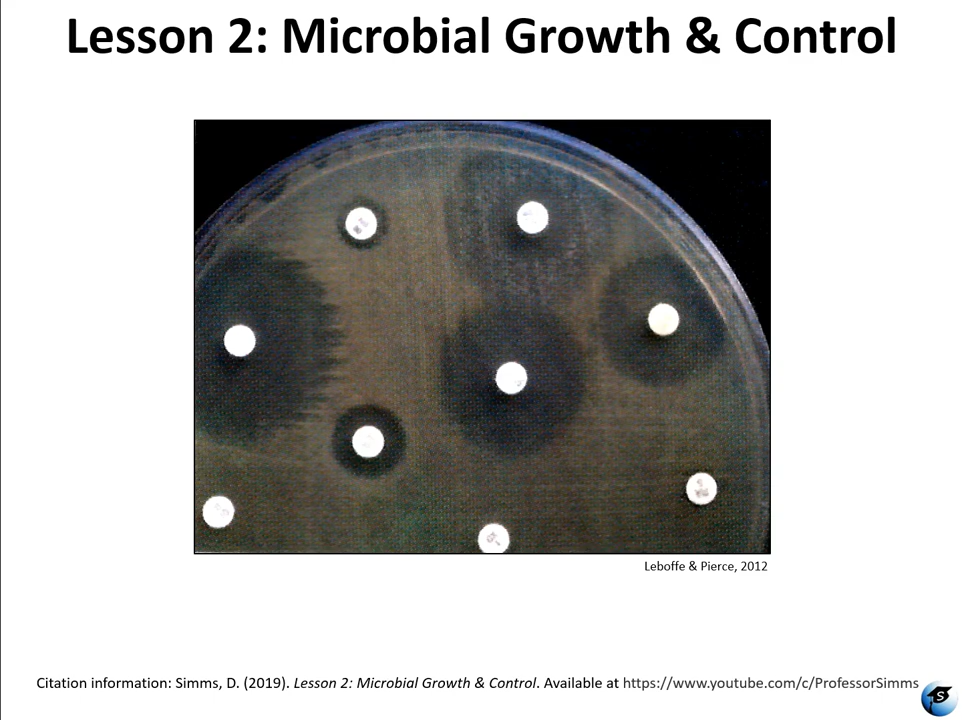 Lesson 2: Microbial Growth & Control
Leboffe & Pierce, 2012
Citation information: Simms, D. (2019). Lesson 2: Microbial Growth & Control. Available at https://www.youtube.com/c/ProfessorSimms
S